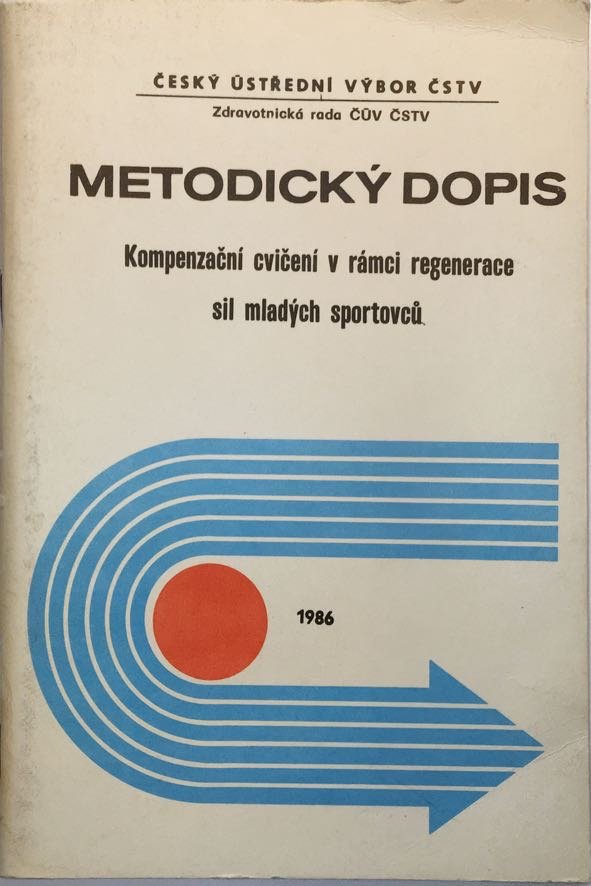 ČESKÝ ÚSTŘEDNÍ VÝBOR ČSTV
Zdravotnická rada ČÚV ČSTV
METODICKÝ DOPIS
Kompenzační cvičení v rámci regenerace
sil mladých sportovců
1986